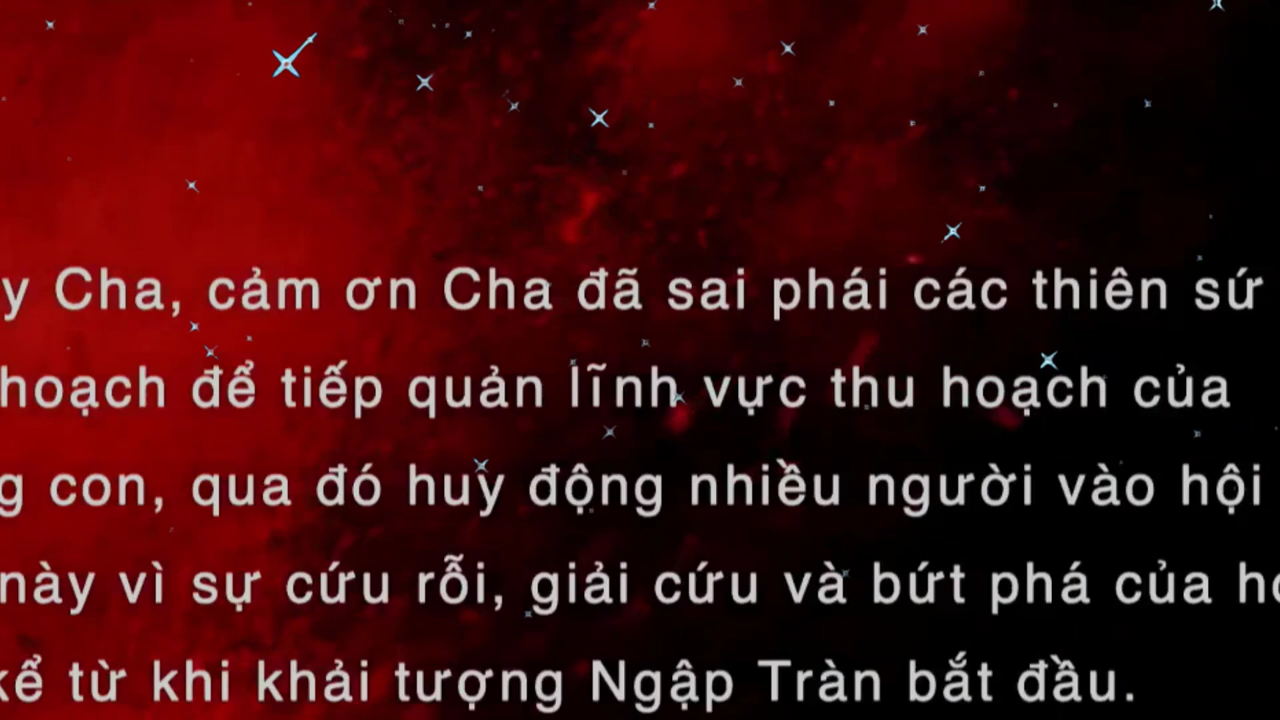 y Cha, cảm ơn Cha đã sai phái các thiên sứ
hoạch để tiếp quản lĩnh vực thu hoạch của
g con, qua đó huy động nhiều người vào hội
này vì sự cứu rỗi, giải cứu và bứt phá của họ
kể từ khi khải tượng Ngập Tràn bắt đầu.